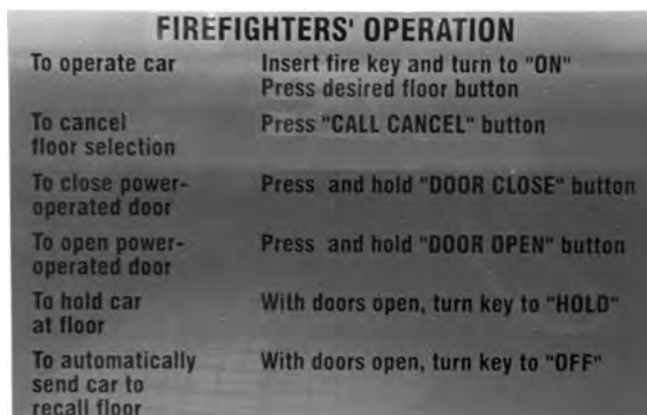 FIREFIGHTERS' OPERATION
To operate car Insert fire key and turn to "ON"
Press desired floor button
To cancel Press "CALL CANCEL" button
floor selection
To close power- Press and hold "DOOR CLOSE" button
operated door
To open power- Press and hold "DOOR OPEN" button
operated door
To hold car With doors open, turn key to "HOLD"
at floor
To automatically With doors open, turn key to "OFF"
send car to
recall floor